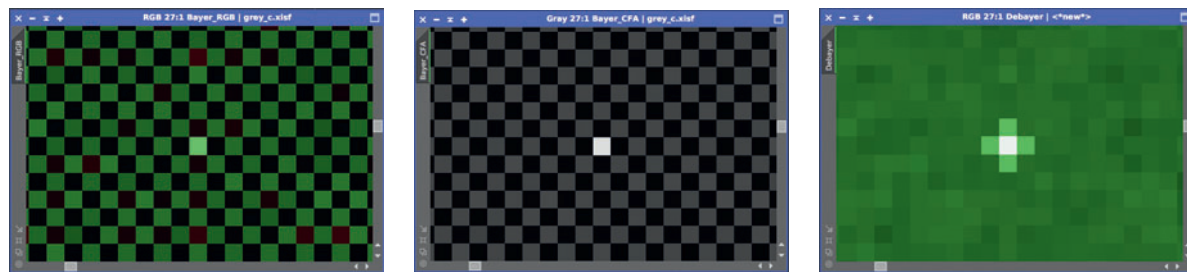 RGB 27:1 Bayer_RGB | grey_c.xisf
Bayer_RGB
Gray 27:1 Bayer_CFA | grey_c.xisf
Bayer_CFA
RGB 27:1 Debayer | <*new*>
Debayer